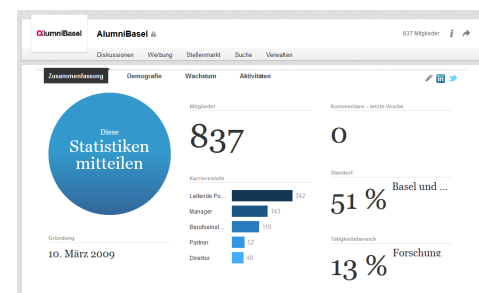 αlumniBasel
AlumniBasel
837 Mitglieder
Diskussionen Werbung Stellenmarkt Suche Verwalten
Zusammenfassung Demografie Wachstum Aktivitäten
Diese
Statistiken
mitteilen
Gründung
10. März 2009
Mitglieder
837
Karrierestufe
Leitende Po... 242
Manager 143
Berufseinst... 110
Partner 52
Direktor 48
Kommentare – letzte Woche
0
Standort
51 % Basel und ...
Tätigkeitsbereich
13 % Forschung